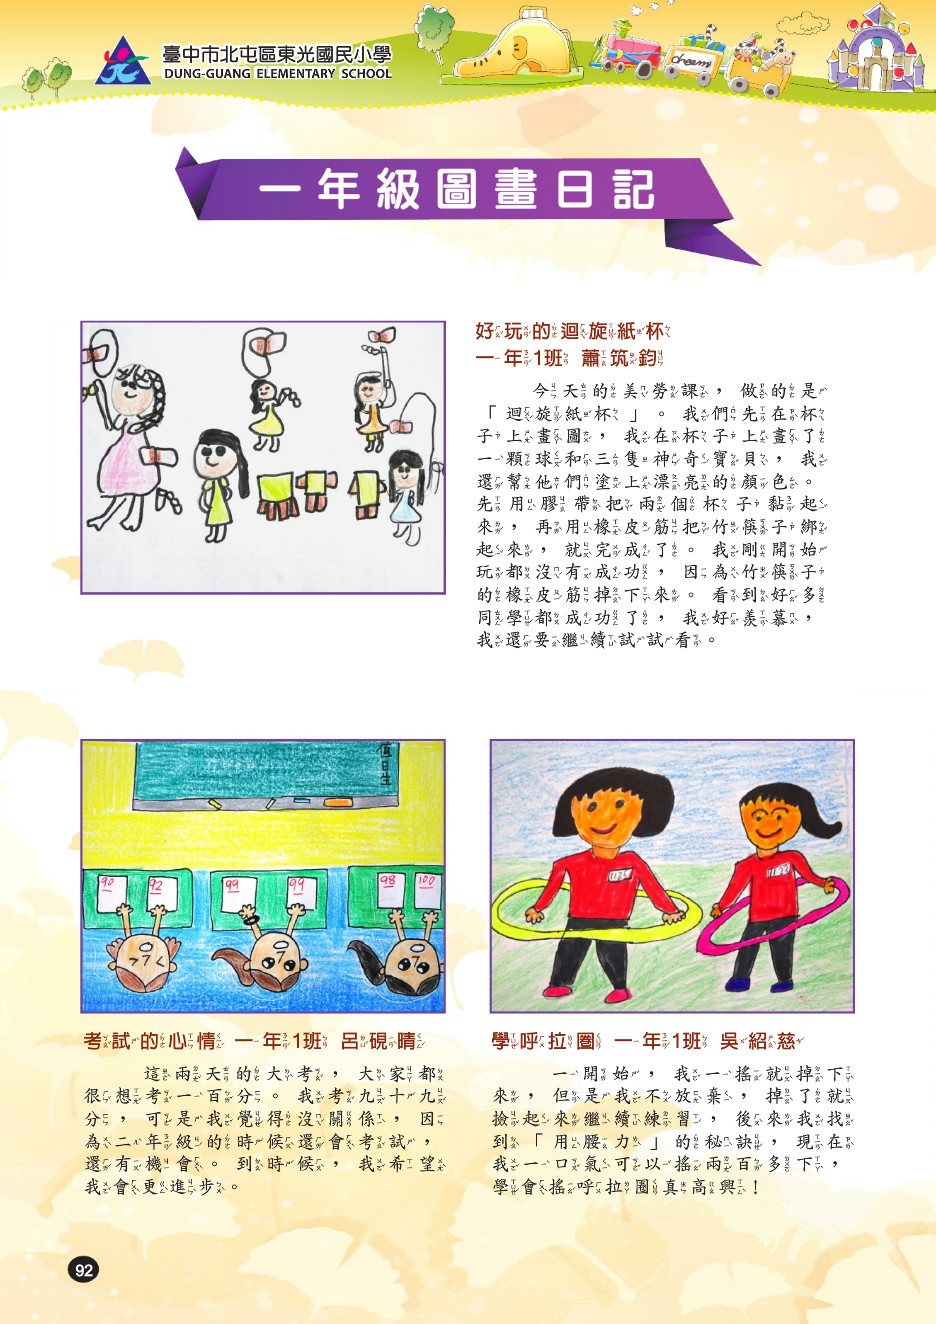 臺中市北屯區東光國民小學
DUNG-GUANG ELEMENTARY SCHOOL
dream
一年級圖畫日記
好玩的迴旋紙杯
一年1班 蕭筑鈞
今天的美勞課，做的是
「迴旋紙杯」。我們先在杯
子上畫圖，我在杯子上畫了
一顆球和三隻神奇寶貝，我
還幫他們塗上漂亮的顏色。
先用膠帶把兩個杯子黏起
來，再用橡皮筋把竹筷子綁
起來，就完成了。我剛開始
玩都沒有成功，因為竹筷子
的橡皮筋掉下來。看到好多
同學都成功了，我好羨慕，
我還要繼續試試看。
值日生
90 92 99 99 98 100
考試的心情 一年1班 呂硯晴
這兩天的大考，大家都
很想考一百分。我考九十九
分，可是我覺得沒關係，因
為二年級的時候還會考試，
還有機會。到時候，我希望
我會更進步。
學呼拉圈 一年1班 吳紹慈
一開始，我一搖就掉下
來，但是我不放棄，掉了就
撿起來繼續練習，後來我找
到「用腰力」的秘訣，現在
我一口氣可以搖兩百多下，
學會搖呼拉圈真高興！
92